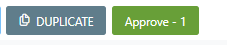 DUPLICATE
Approve - 1